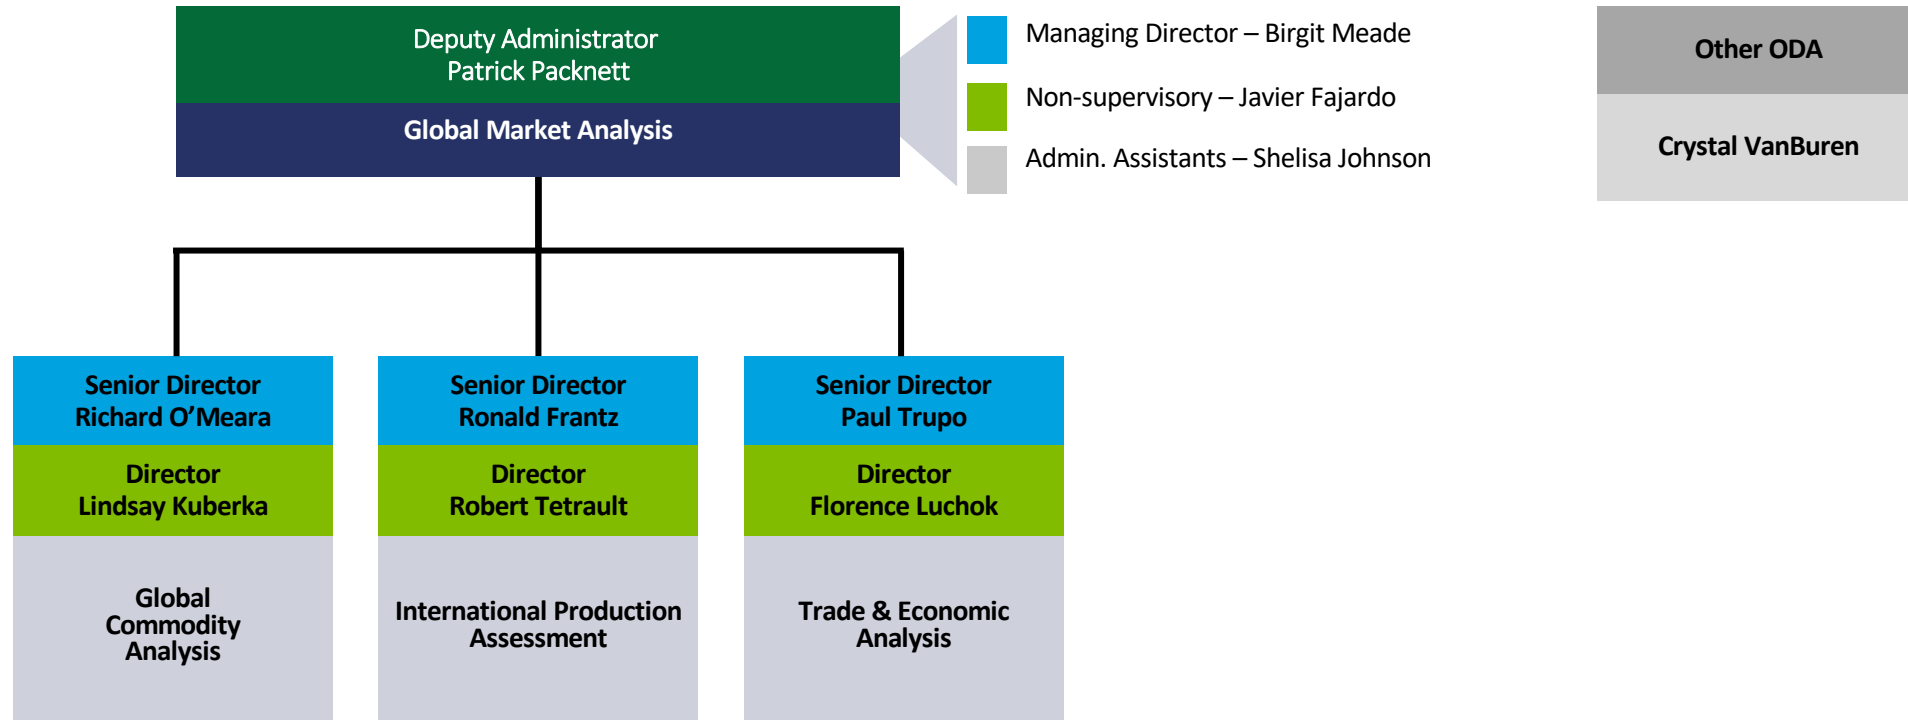 Deputy Administrator
Patrick Packnett
Global Market Analysis
Managing Director – Birgit Meade
Non-supervisory – Javier Fajardo
Admin. Assistants – Shelisa Johnson
Other ODA
Crystal VanBuren
Senior Director
Richard O’Meara
Director
Lindsay Kuberka
Global
Commodity
Analysis
Senior Director
Ronald Frantz
Director
Robert Tetrault
International Production
Assessment
Senior Director
Paul Trupo
Director
Florence Luchok
Trade & Economic
Analysis